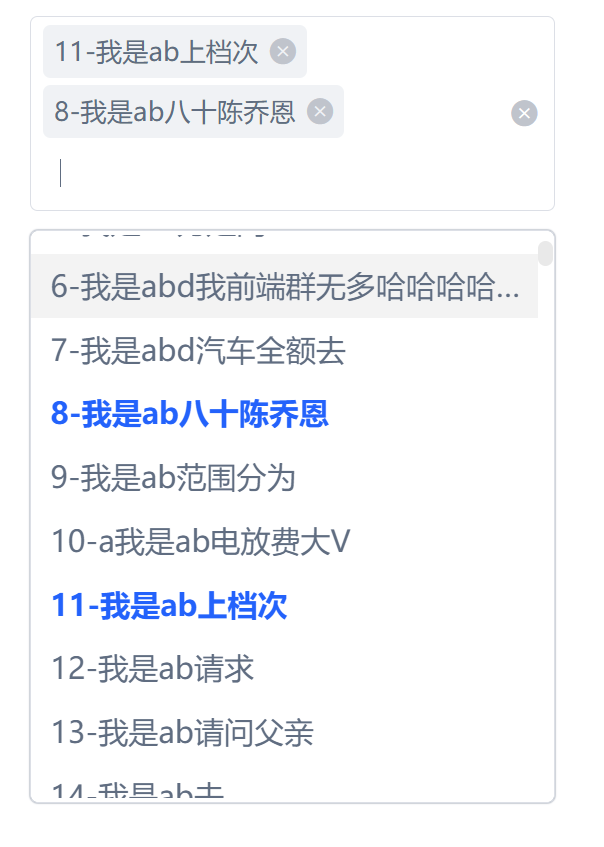 11-我是ab上档次
8-我是ab八十陈乔恩
6-我是abd我前端群无多哈哈哈哈...
7-我是abd汽车全额去
8-我是ab八十陈乔恩
9-我是ab范围分为
10-a我是ab电放费大V
11-我是ab上档次
12-我是ab请求
13-我是ab请问父亲
14-我是ab去